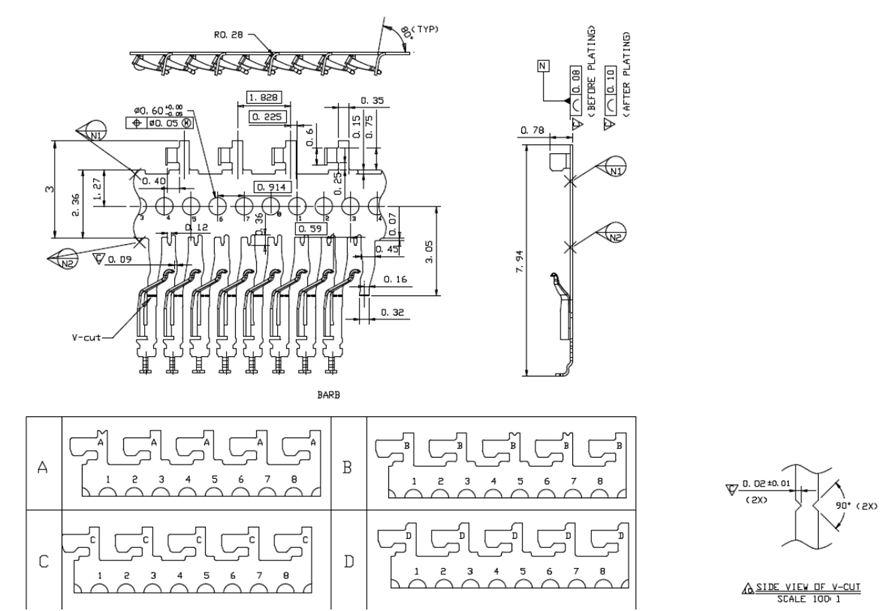 R0. 28
80°(TYP)
ø0. 60
1. 828
0. 35
ø0. 05 M
0. 225
0. 6
0. 15
0. 75
N1
3
2. 36
1. 27
0. 40
0. 914
0. 25
3 4 5 6 7 8 1 2 3 4
0. 12
0. 36
0. 59
0. 07
N2
C 0. 09
0. 45
3. 05
0. 16
0. 32
V-cut
BARB
N
0. 08
(BEFORE PLATING)
0. 10
(AFTER PLATING)
0. 78
N1
N2
7. 94
A
A A A A A
1 2 3 4 5 6 7 8
B
B B B B B
1 2 3 4 5 6 7 8
C
C C C C C
1 2 3 4 5 6 7 8
D
D D D D D
1 2 3 4 5 6 7 8
C 0. 02±0.01
(2X)
90° (2X)
SIDE VIEW OF V-CUT
SCALE 100:1